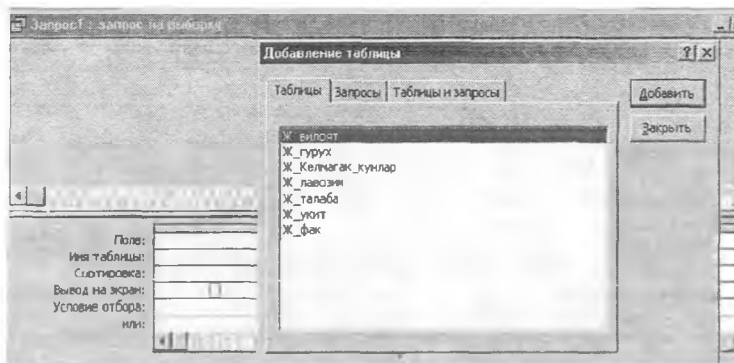 Запрос1 : запрос на выборку
Добавление таблицы
Таблицы Запросы Таблицы и запросы
Добавить
Закрыть
Ж_вилоят
Ж_гурух
Ж_Келмагак_кунлар
Ж_лавозим
Ж_талаба
Ж_укит
Ж_фак
Поле:
Имя таблицы:
Сортировка:
Вывод на экран:
Условие отбора:
или: